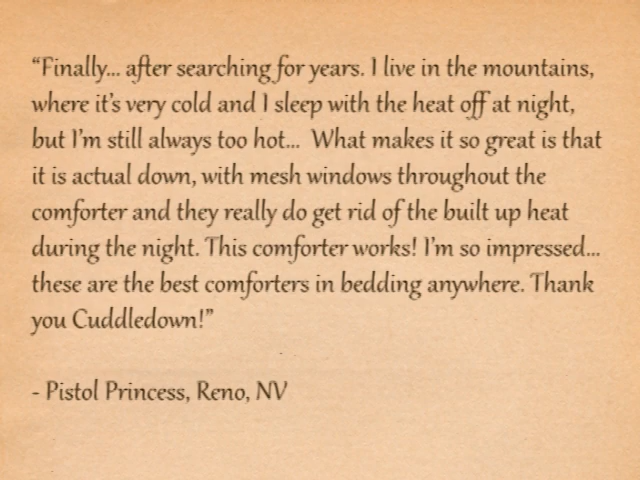 “Finally... after searching for years. I live in the mountains,
where it’s very cold and I sleep with the heat off at night,
but I’m still always too hot...  What makes it so great is that
it is actual down, with mesh windows throughout the
comforter and they really do get rid of the built up heat
during the night. This comforter works! I’m so impressed...
these are the best comforters in bedding anywhere. Thank
you Cuddledown!”
- Pistol Princess, Reno, NV